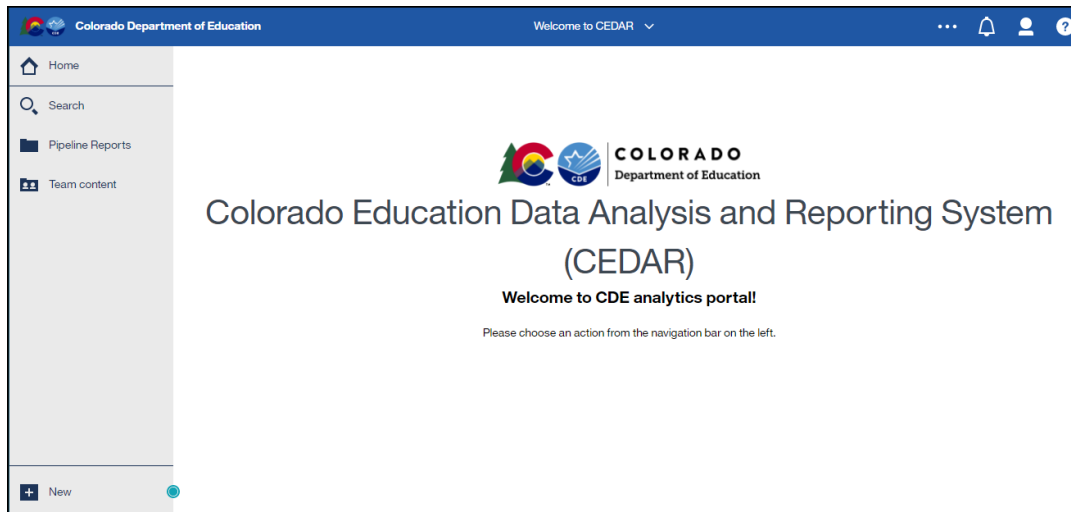 Colorado Department of Education
Welcome to CEDAR
Home
Search
Pipeline Reports
Team content
New
COLORADO
Department of Education
CDE
Colorado Education Data Analysis and Reporting System
(CEDAR)
Welcome to CDE analytics portal!
Please choose an action from the navigation bar on the left.
?